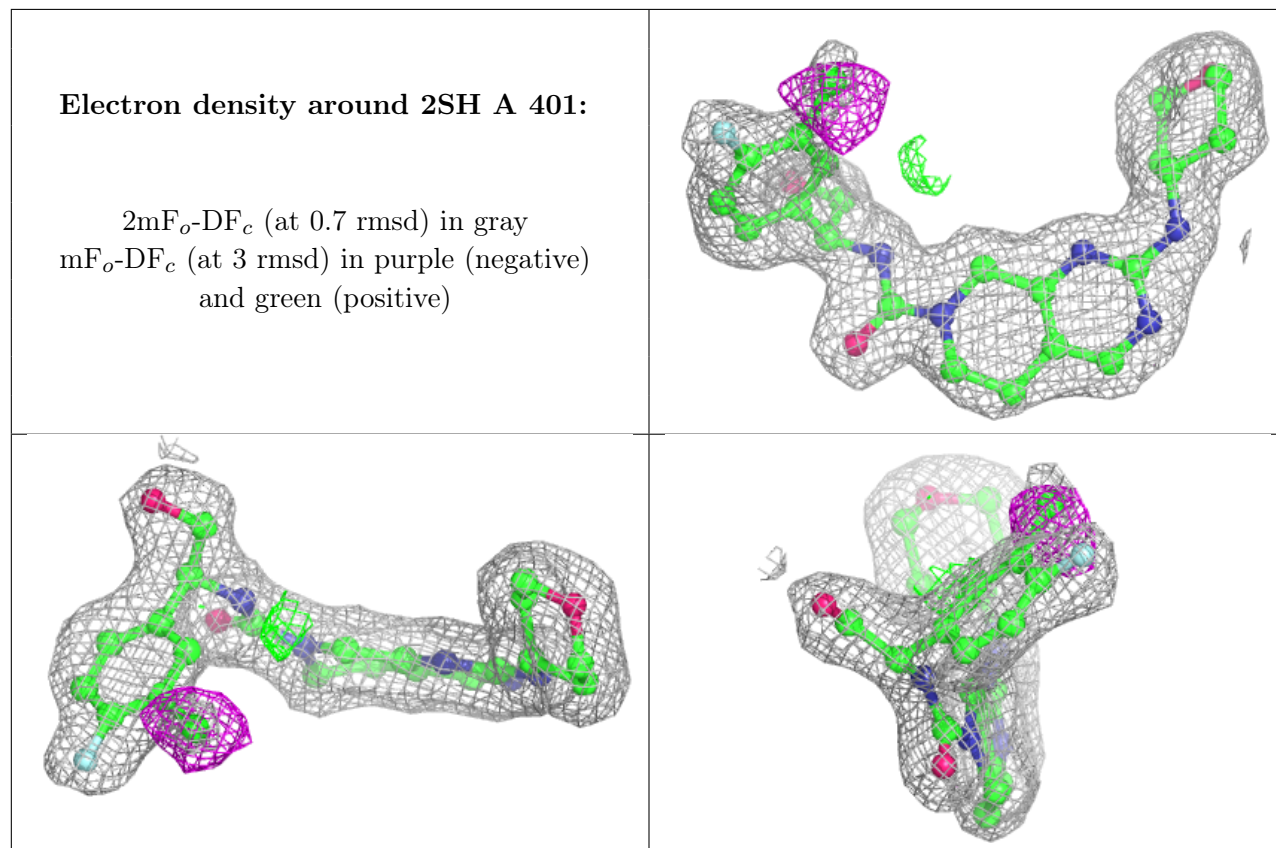 Electron density around 2SH A 401:
2mFo-DFc (at 0.7 rmsd) in gray
mFo-DFc (at 3 rmsd) in purple (negative)
and green (positive)